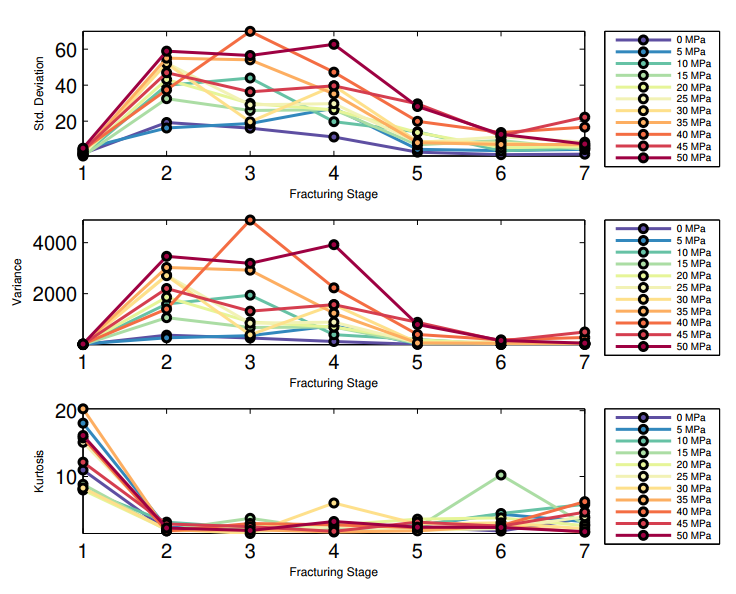 Std. Deviation
60
40
20
1 2 3 4 5 6 7
Fracturing Stage
0 MPa
5 MPa
10 MPa
15 MPa
20 MPa
25 MPa
30 MPa
35 MPa
40 MPa
45 MPa
50 MPa
Variance
4000
2000
1 2 3 4 5 6 7
Fracturing Stage
0 MPa
5 MPa
10 MPa
15 MPa
20 MPa
25 MPa
30 MPa
35 MPa
40 MPa
45 MPa
50 MPa
Kurtosis
20
10
1 2 3 4 5 6 7
Fracturing Stage
0 MPa
5 MPa
10 MPa
15 MPa
20 MPa
25 MPa
30 MPa
35 MPa
40 MPa
45 MPa
50 MPa